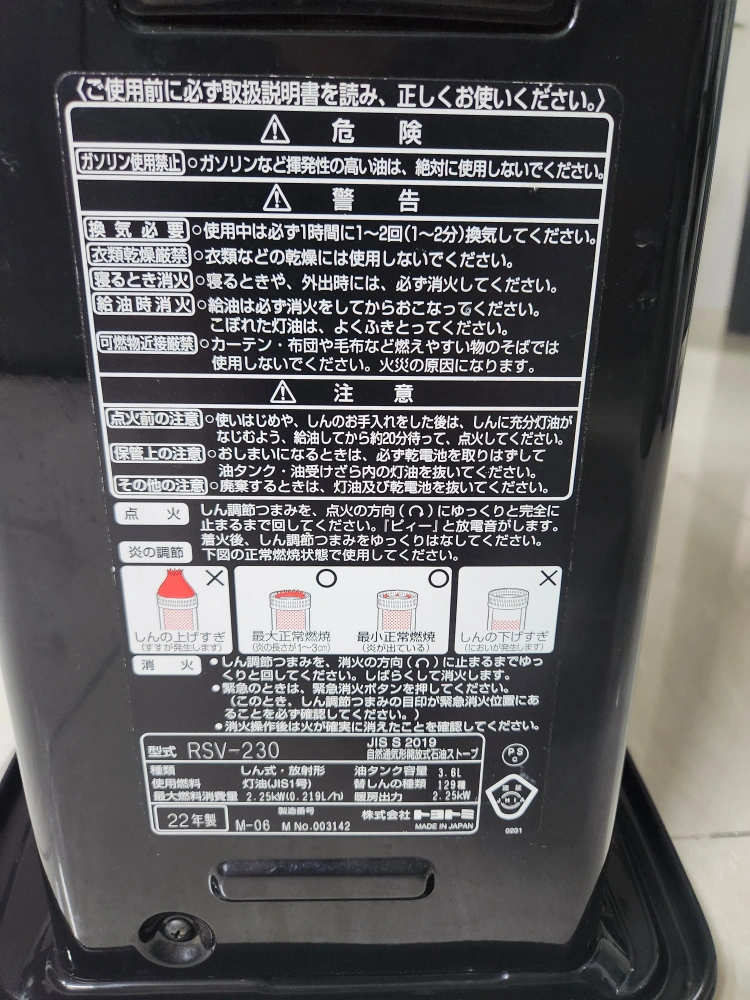 〈ご使用前に必ず取扱説明書を読み、正しくお使いください。〉
⚠ 危険
ガソリン使用禁止 ○ガソリンなど揮発性の高い油は、絶対に使用しないでください。
⚠ 警告
換気必要 ○使用中は必ず1時間に1〜2回(1〜2分)換気してください。
衣類乾燥厳禁 ○衣類などの乾燥には使用しないでください。
寝るとき消火 ○寝るときや、外出時には、必ず消火してください。
給油時消火 ○給油は必ず消火をしてからおこなってください。
こぼれた灯油は、よくふきとってください。
可燃物近接厳禁 ○カーテン・布団や毛布など燃えやすい物のそばでは
使用しないでください。火災の原因になります。
⚠ 注意
点火前の注意 ○使いはじめや、しんのお手入れをした後は、しんに充分灯油が
なじむよう、給油してから約20分待って、点火してください。
保管上の注意 ○おしまいになるときは、必ず乾電池を取りはずして
油タンク・油受けざら内の灯油を抜いてください。
その他の注意 ○廃棄するときは、灯油及び乾電池を抜いてください。
点火 しん調節つまみを、点火の方向(↷)にゆっくりと完全に
止まるまで回してください。『ビィー』と放電音がします。
着火後、しん調節つまみをゆっくりはなしてください。
炎の調節 下図の正常燃焼状態で使用してください。
× ○ ○ ×
しんの上げすぎ 最大正常燃焼 最小正常燃焼 しんの下げすぎ
(すすが発生します) (炎の長さが1〜3cm) (炎が出ている) (においが発生します)
消火 ●しん調節つまみを、消火の方向(↶)に止まるまでゆっ
くりと回してください。しばらくして消火します。
●緊急のときは、緊急消火ボタンを押してください。
(このとき、しん調節つまみの目印が緊急消火位置にあ
ることを必ず確認してください。)
●消火操作後は火が確実に消えたことを確認してください。
型式 RSV-230 JIS S 2019
自然通気形開放式石油ストーブ
種類 しん式・放射形 油タンク容量 3.6L
使用燃料 灯油(JIS1号) 替しんの種類 129種
最大燃料消費量 2.25kW(0.219L/h) 暖房出力 2.25kW
22年製 M-06 製造番号 M No.003142 株式会社トヨトミ
MADE IN JAPAN
PS
C
JHIA
0231